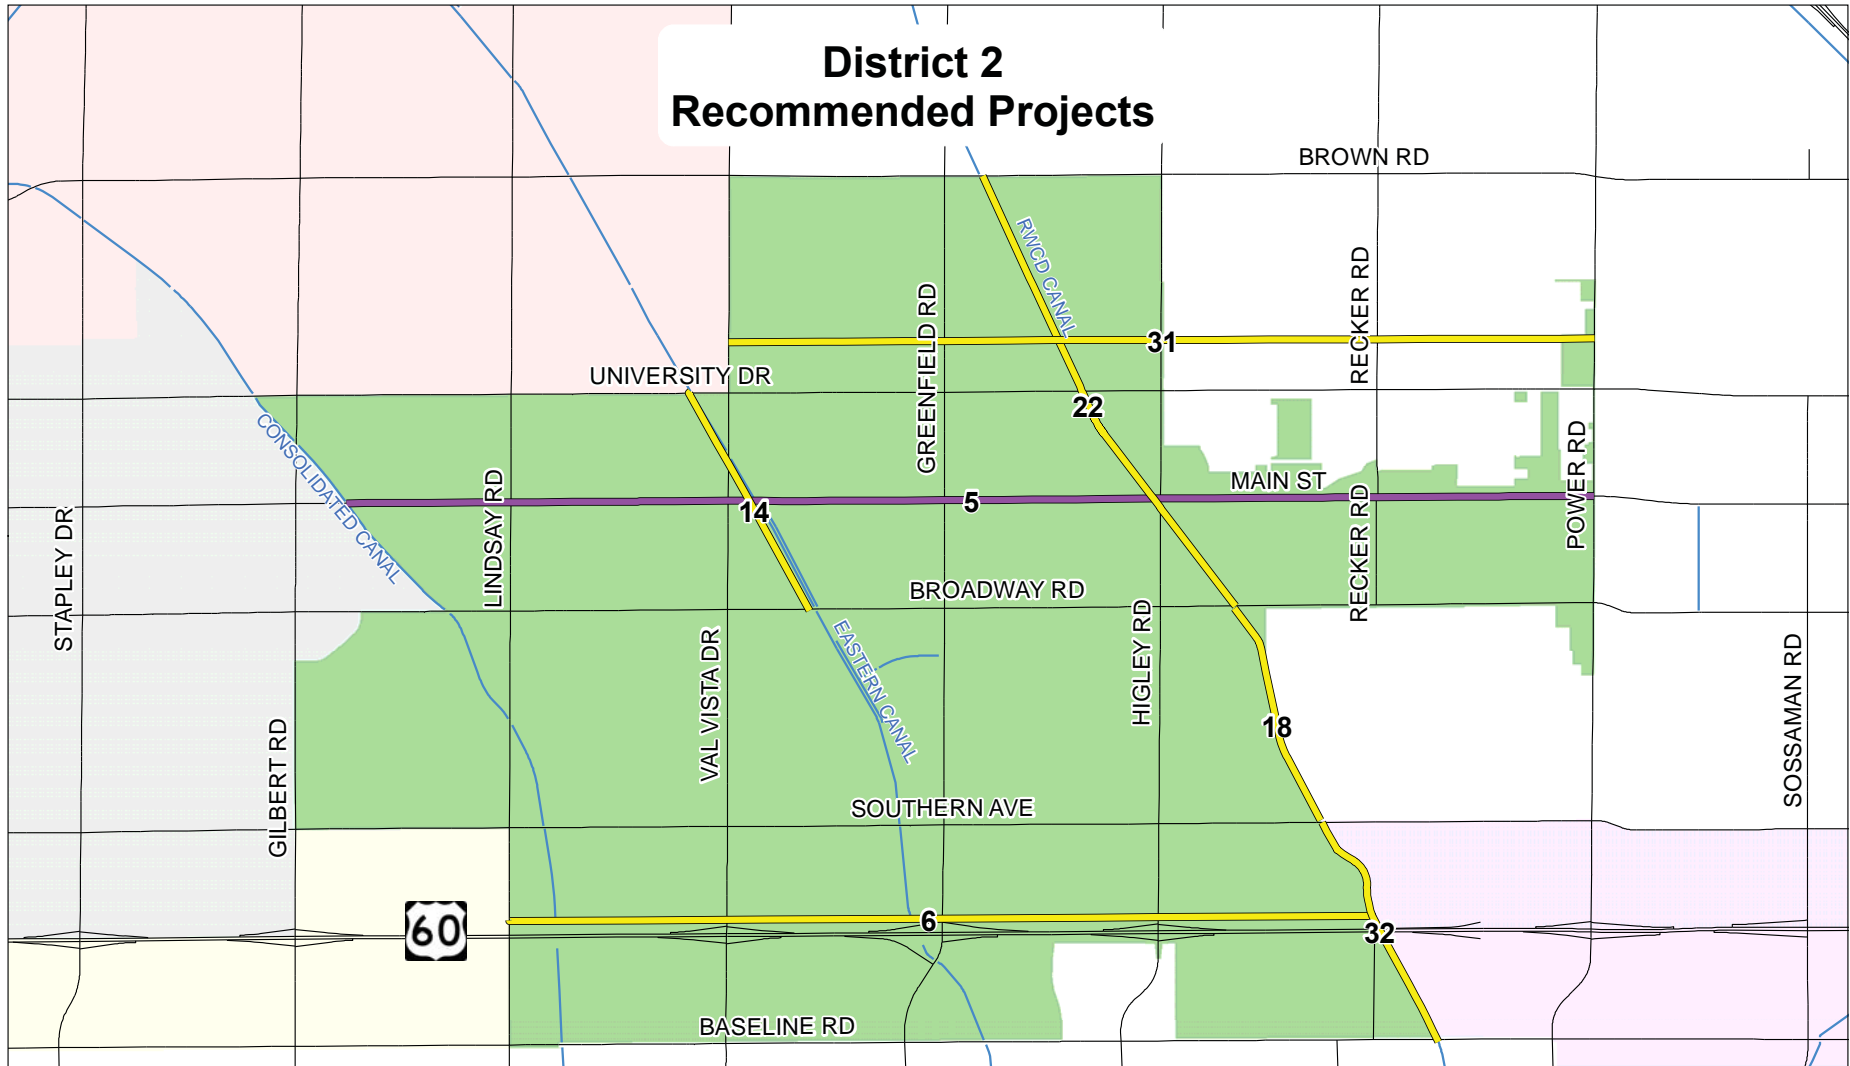 District 2
Recommended Projects
BROWN RD
RWCD CANAL
GREENFIELD RD
RECKER RD
31
UNIVERSITY DR
22
CONSOLIDATED CANAL
LINDSAY RD
MAIN ST
POWER RD
5
14
STAPLEY DR
RECKER RD
BROADWAY RD
HIGLEY RD
EASTERN CANAL
VAL VISTA DR
SOSSAMAN RD
18
GILBERT RD
SOUTHERN AVE
60
6
32
BASELINE RD